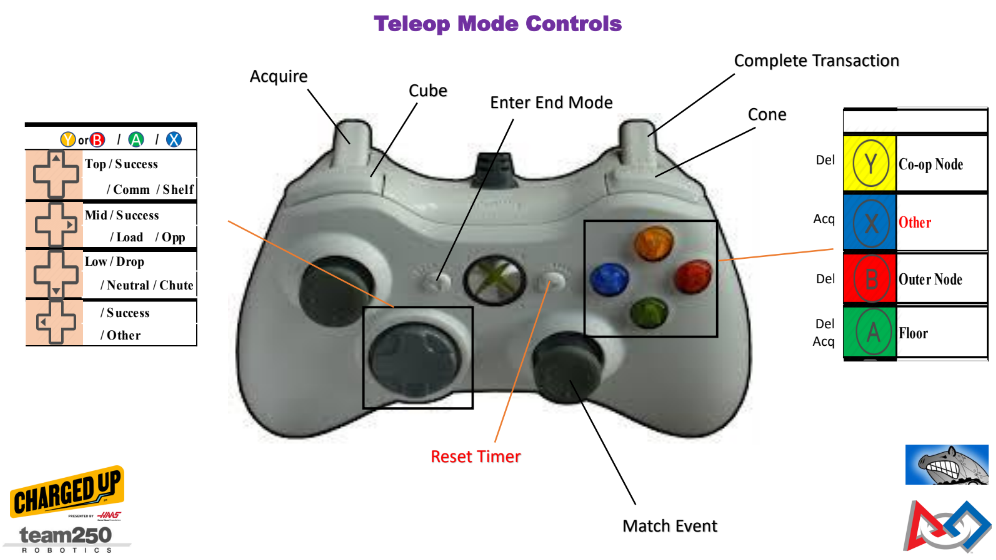 Teleop Mode Controls
Acquire
Cube
Enter End Mode
Complete Transaction
Cone
Y or B / A / X
Top / Success
/ Comm / Shelf
Mid / Success
/ Load / Opp
Low / Drop
/ Neutral / Chute
/ Success
/ Other
Del Y Co-op Node
Acq X Other
Del B Outer Node
Del
Acq A Floor
Reset Timer
Match Event
CHARGED UP
PRESENTED BY HAAS
team250
ROBOTICS